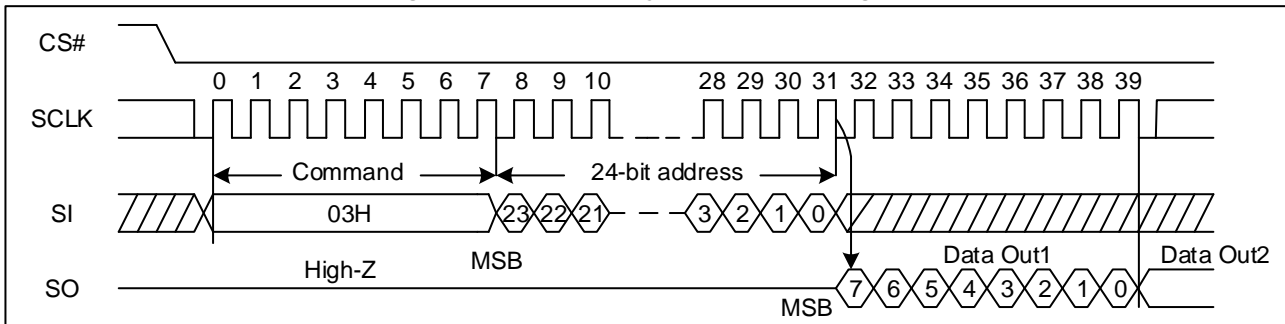 CS#
0 1 2 3 4 5 6 7 8 9 10 28 29 30 31 32 33 34 35 36 37 38 39
SCLK
Command 24-bit address
SI 03H 23 22 21 3 2 1 0
High-Z MSB Data Out1 Data Out2
SO 7 6 5 4 3 2 1 0
MSB